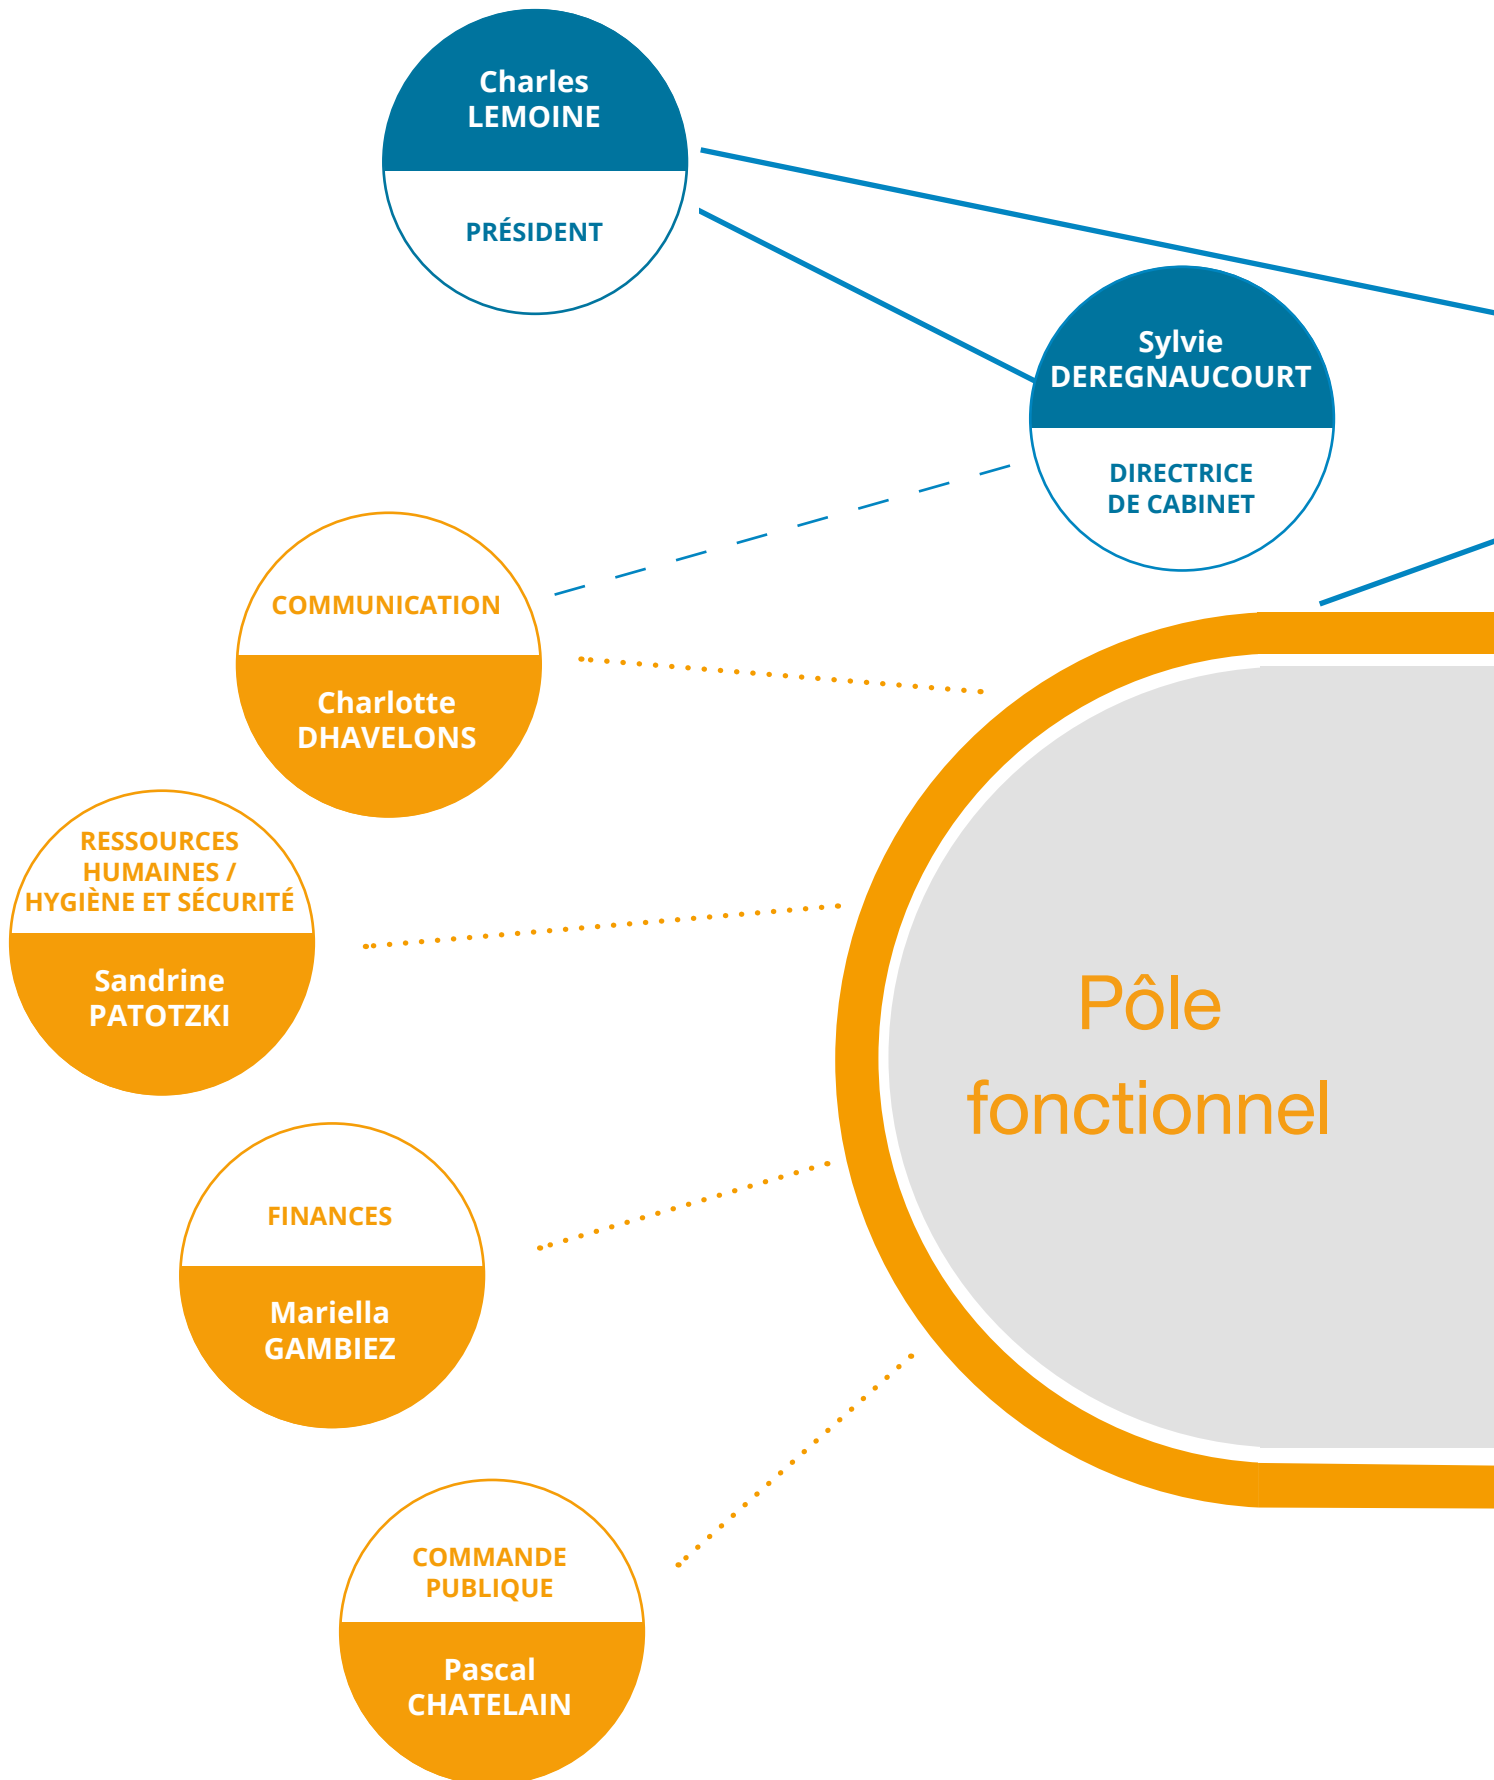 Charles
LEMOINE
PRÉSIDENT
Sylvie
DEREGNAUCOURT
DIRECTRICE
DE CABINET
COMMUNICATION
Charlotte
DHAVELONS
RESSOURCES
HUMAINES /
HYGIÈNE ET SÉCURITÉ
Sandrine
PATOTZKI
Pôle
fonctionnel
FINANCES
Mariella
GAMBIEZ
COMMANDE
PUBLIQUE
Pascal
CHATELAIN